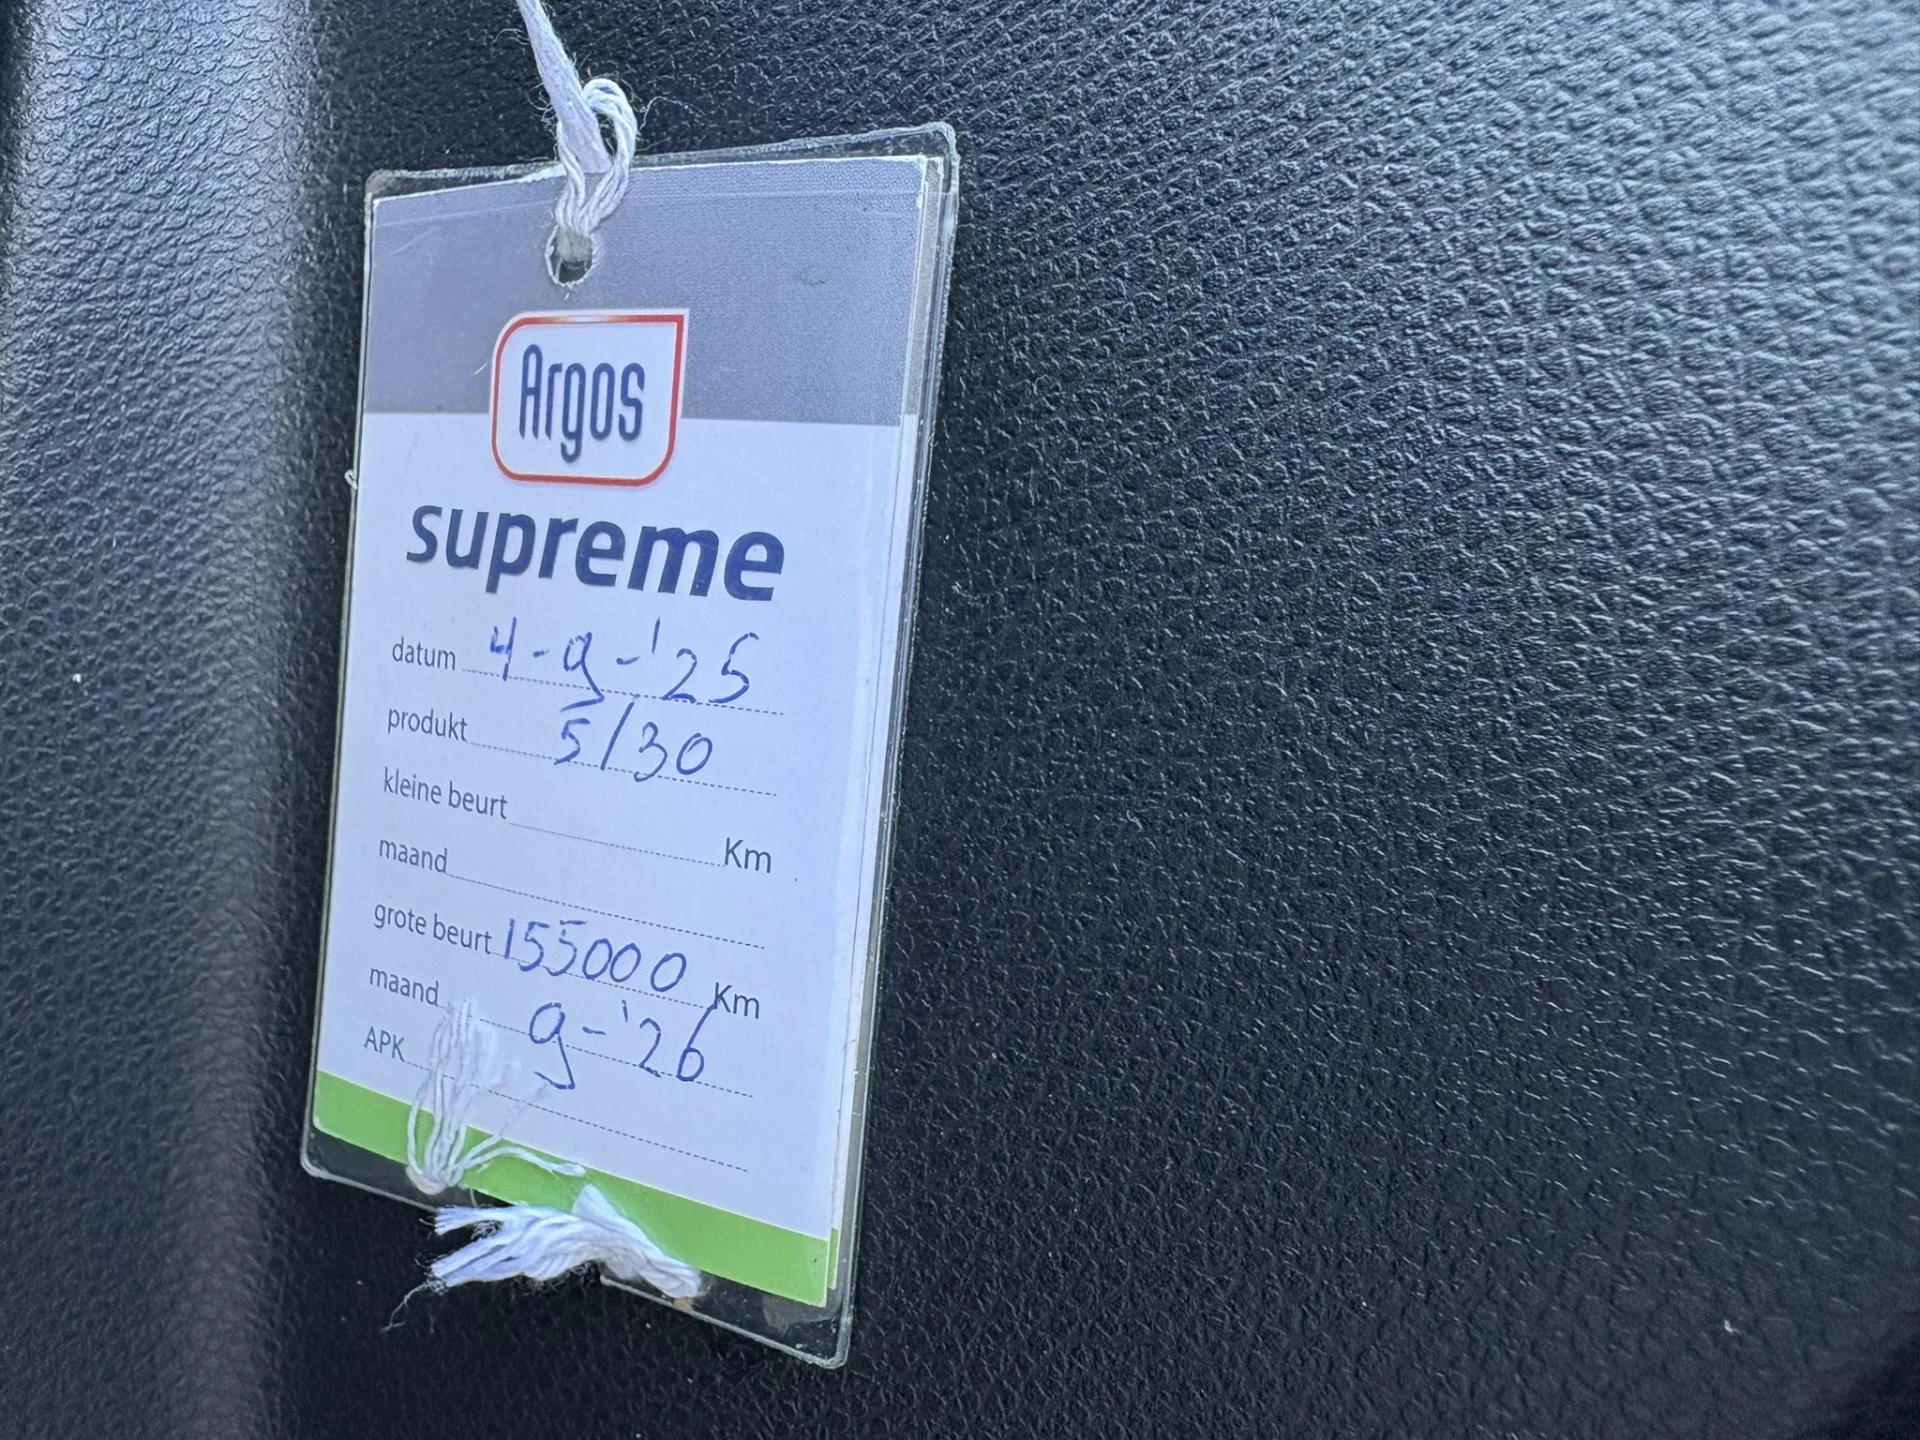 Argos
supreme
datum 4-9-'25
produkt 5/30
kleine beurt Km
maand
grote beurt 155000 Km
maand 9-'26
APK